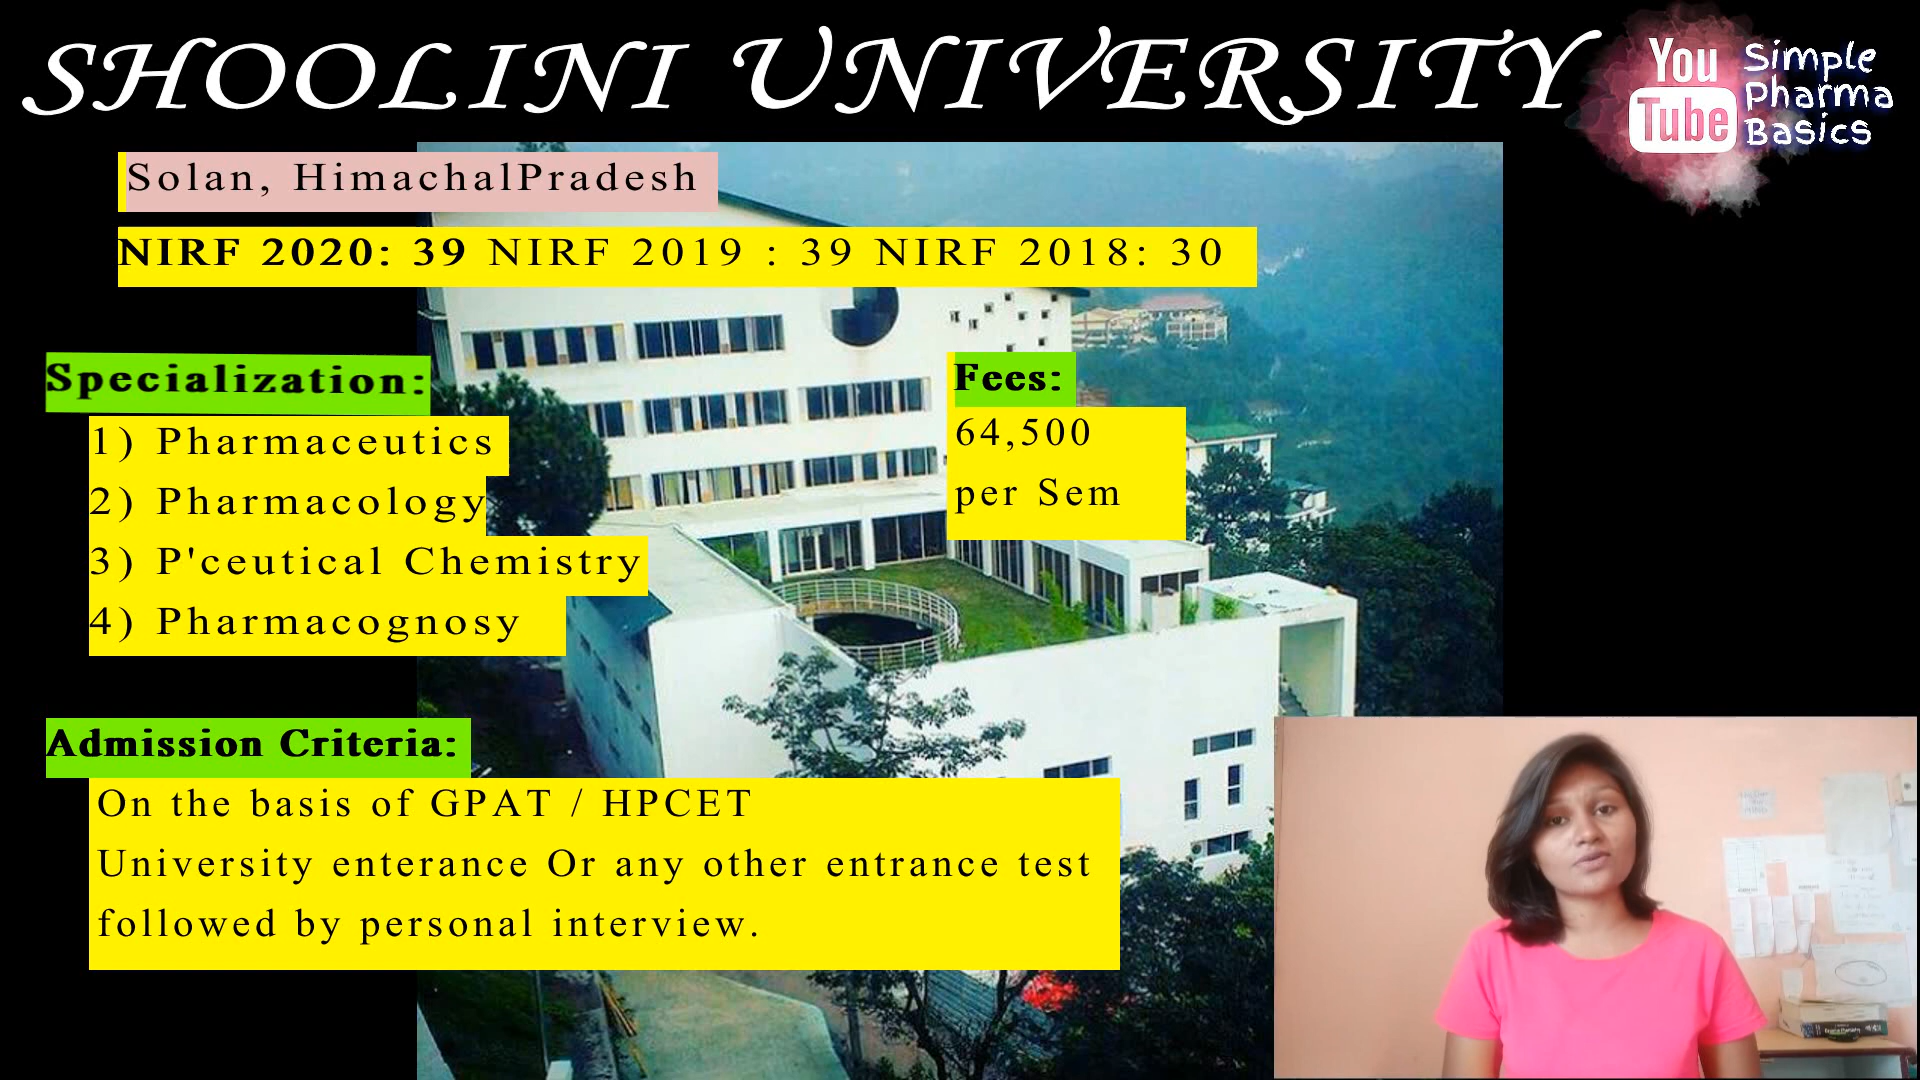 SHOOLINI UNIVERSITY
You Tube
Simple
Pharma
Basics
Solan, HimachalPradesh
NIRF 2020: 39 NIRF 2019 : 39 NIRF 2018: 30
Specialization:
1) Pharmaceutics
2) Pharmacology
3) P'ceutical Chemistry
4) Pharmacognosy
Fees:
64,500
per Sem
Admission Criteria:
On the basis of GPAT / HPCET
University enterance Or any other entrance test
followed by personal interview.